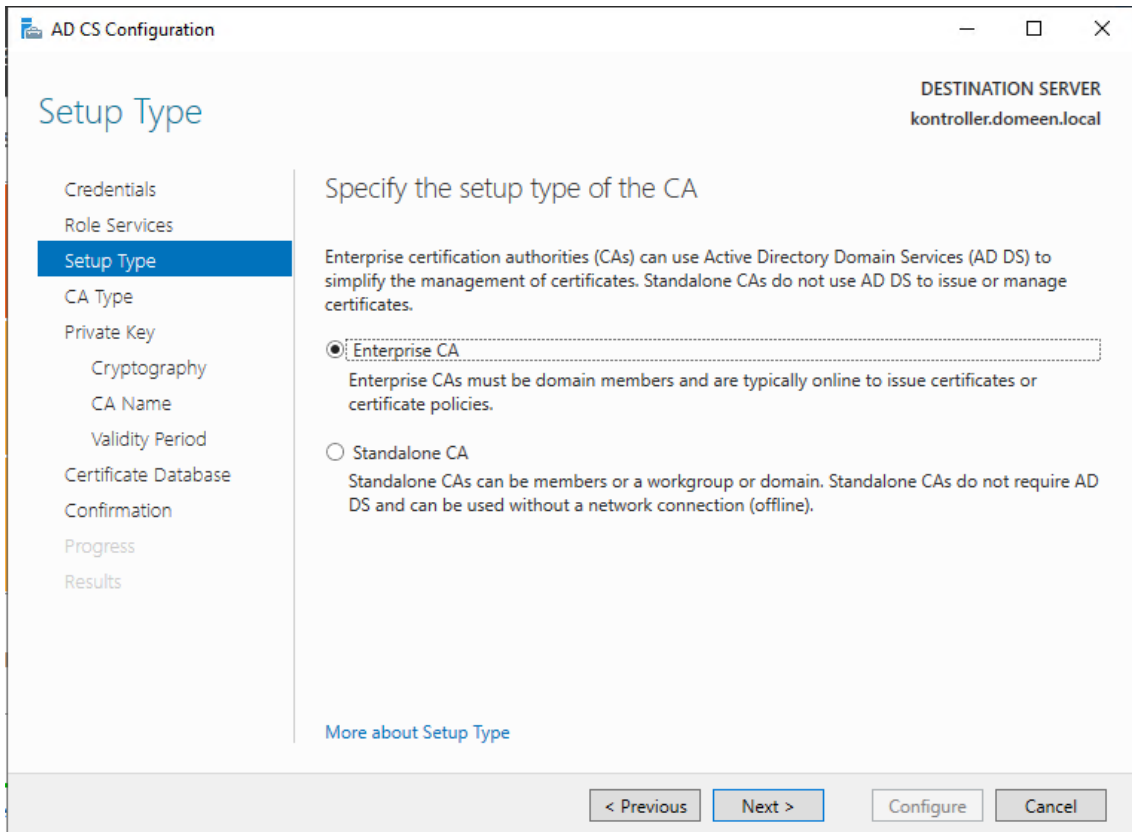 AD CS Configuration
DESTINATION SERVER
kontroller.domeen.local
Setup Type
Credentials
Role Services
Setup Type
CA Type
Private Key
Cryptography
CA Name
Validity Period
Certificate Database
Confirmation
Progress
Results
Specify the setup type of the CA
Enterprise certification authorities (CAs) can use Active Directory Domain Services (AD DS) to
simplify the management of certificates. Standalone CAs do not use AD DS to issue or manage
certificates.
Enterprise CA
Enterprise CAs must be domain members and are typically online to issue certificates or
certificate policies.
Standalone CA
Standalone CAs can be members or a workgroup or domain. Standalone CAs do not require AD
DS and can be used without a network connection (offline).
More about Setup Type
< Previous
Next >
Configure
Cancel